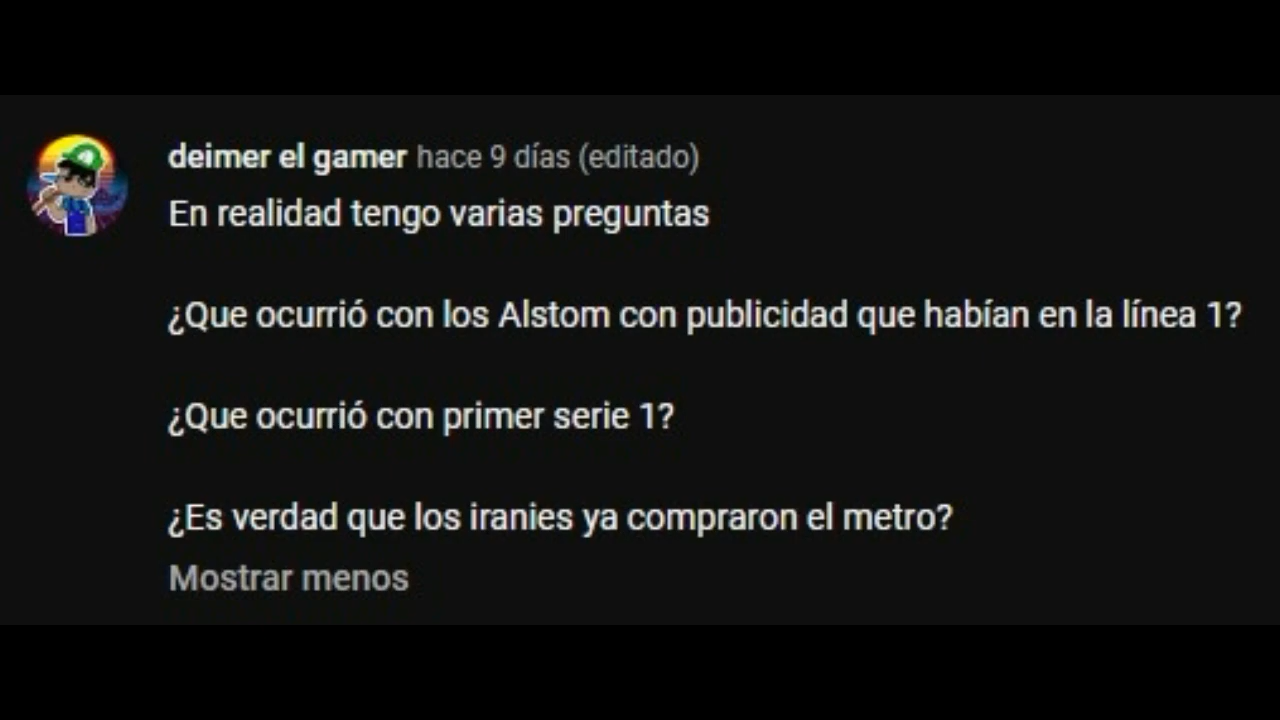 deimer el gamer hace 9 días (editado)
En realidad tengo varias preguntas
¿Que ocurrió con los Alstom con publicidad que habían en la línea 1?
¿Que ocurrió con primer serie 1?
¿Es verdad que los iranies ya compraron el metro?
Mostrar menos